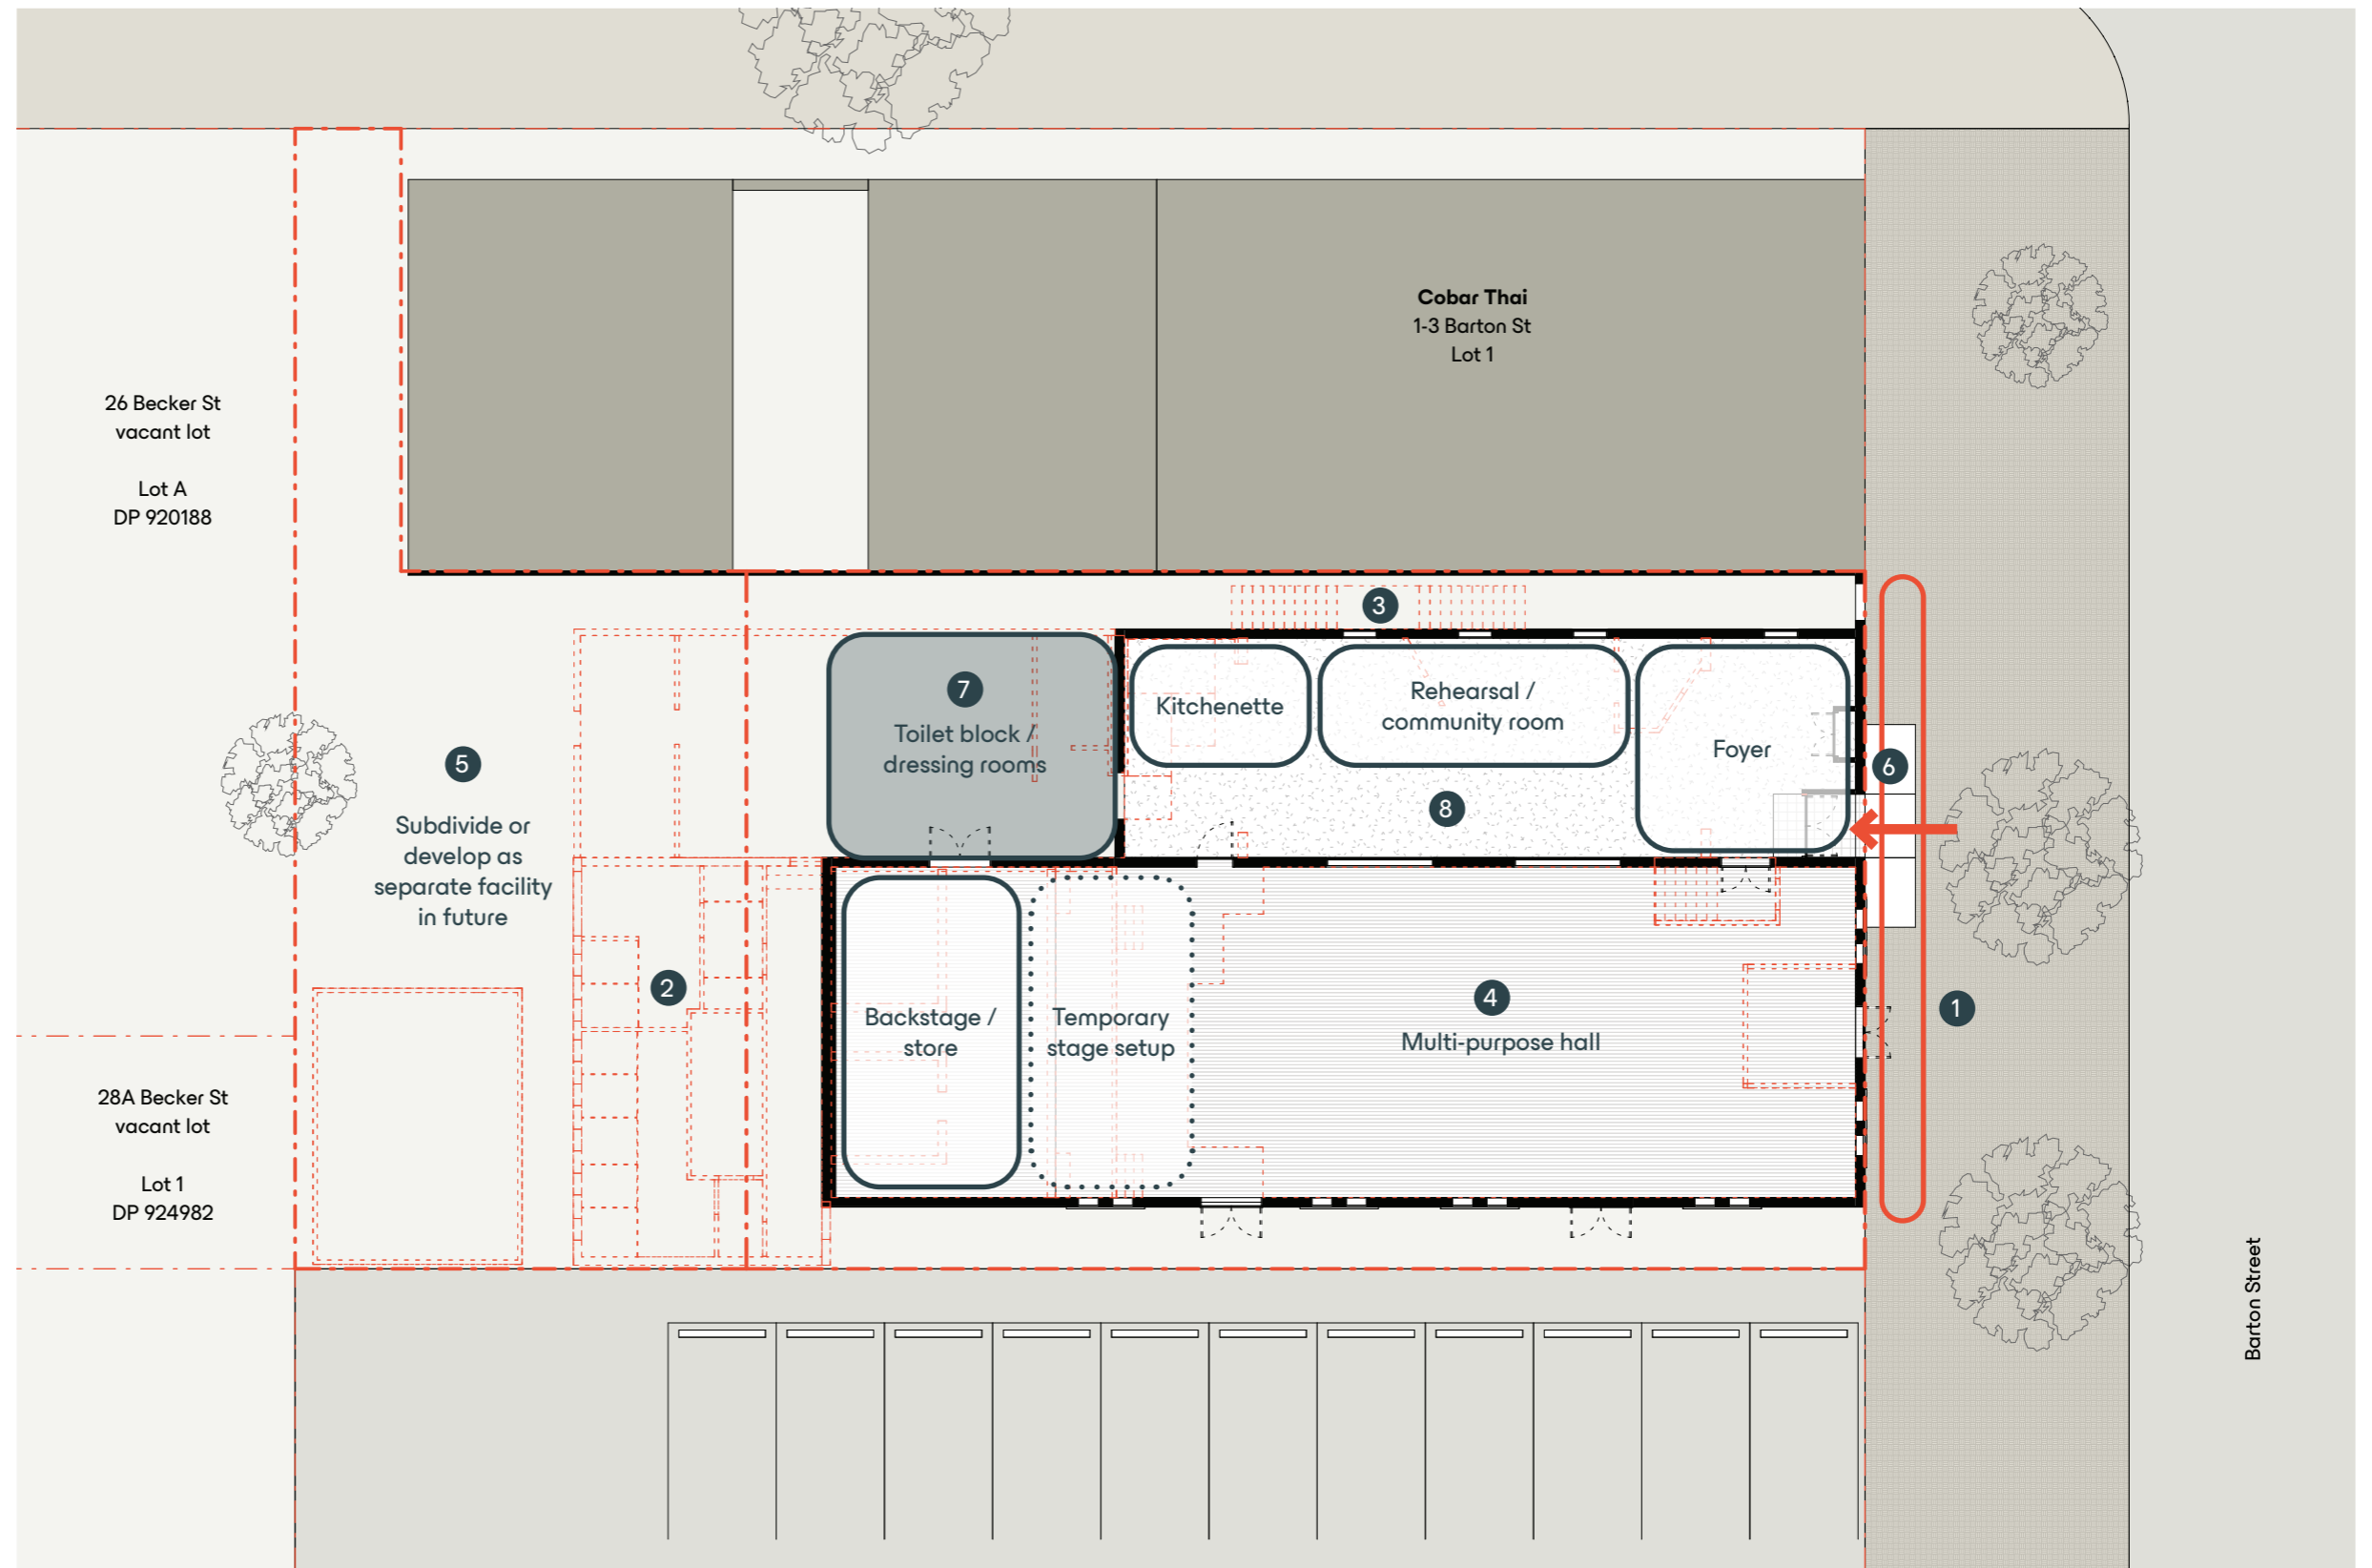 Cobar Thai
1-3 Barton St
Lot 1
26 Becker St
vacant lot
Lot A
DP 920188
3
7
Toilet block /
dressing rooms
Kitchenette
Rehearsal /
community room
Foyer
6
8
5
Subdivide or
develop as
separate facility
in future
2
Backstage /
store
Temporary
stage setup
4
Multi-purpose hall
1
28A Becker St
vacant lot
Lot 1
DP 924982
Barton Street